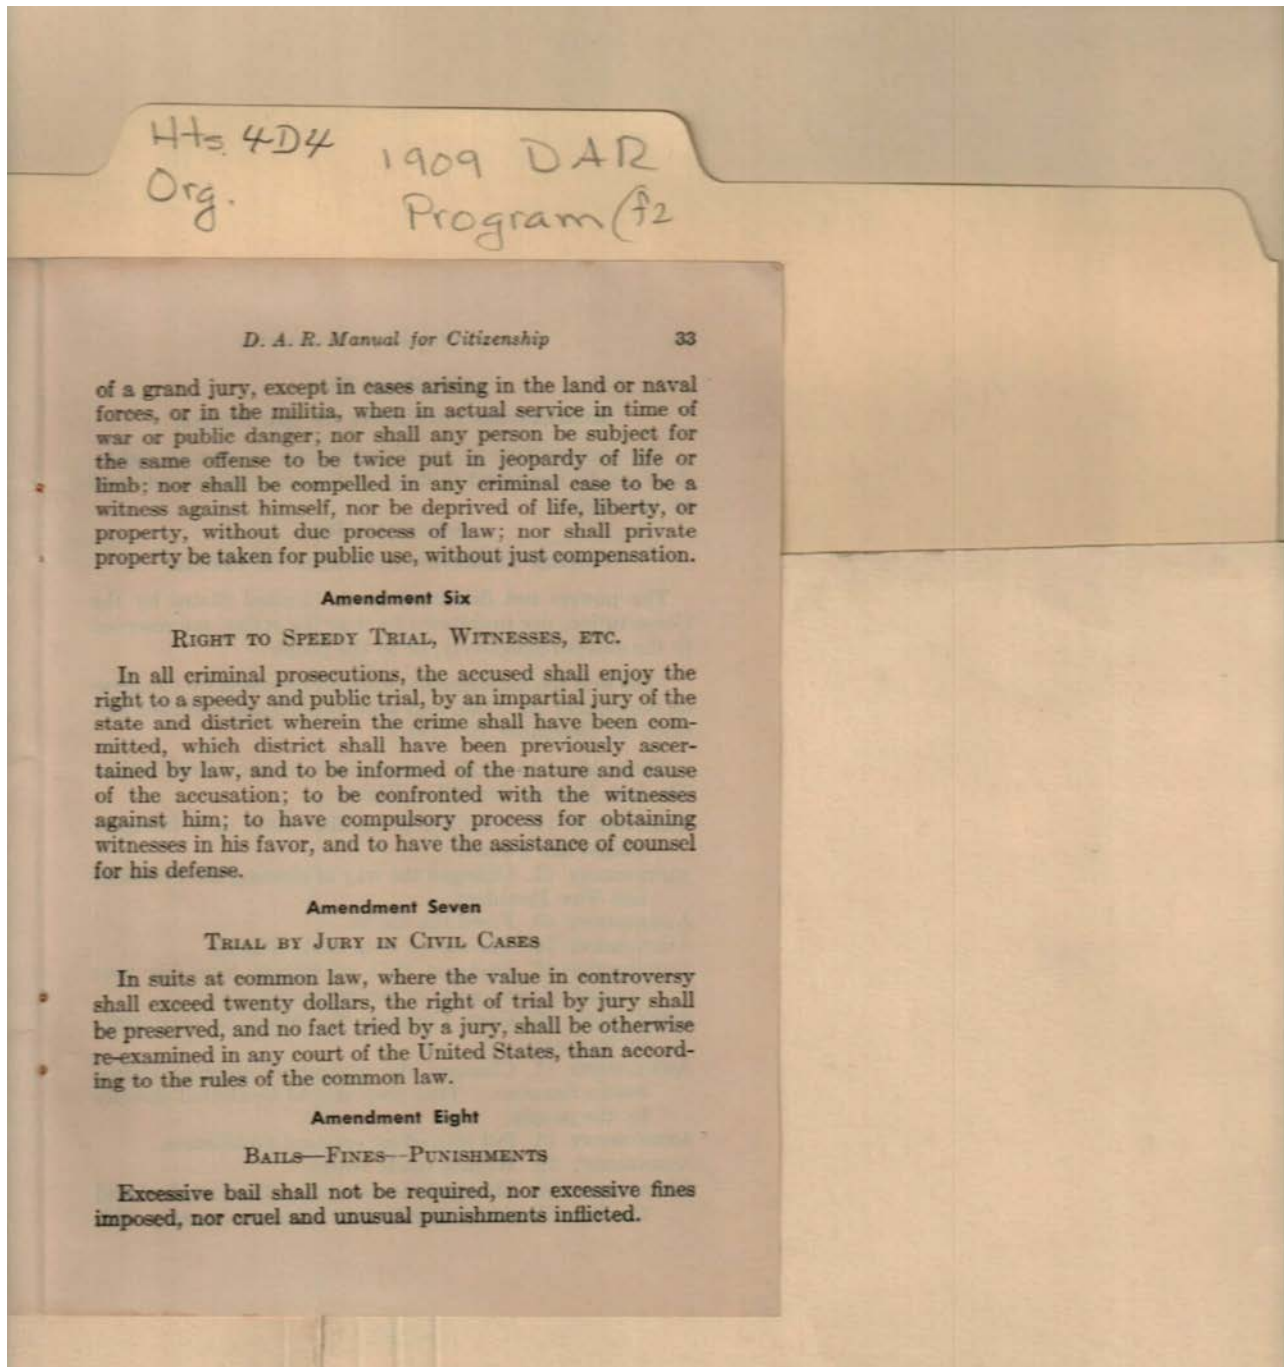 Hts. 4D4
Org.
1909 DAR
Program (f2
D. A. R. Manual for Citizenship 33
of a grand jury, except in cases arising in the land or naval
forces, or in the militia, when in actual service in time of
war or public danger; nor shall any person be subject for
the same offense to be twice put in jeopardy of life or
limb; nor shall be compelled in any criminal case to be a
witness against himself, nor be deprived of life, liberty, or
property, without due process of law; nor shall private
property be taken for public use, without just compensation.
Amendment Six
RIGHT TO SPEEDY TRIAL, WITNESSES, ETC.
In all criminal prosecutions, the accused shall enjoy the
right to a speedy and public trial, by an impartial jury of the
state and district wherein the crime shall have been com-
mitted, which district shall have been previously ascer-
tained by law, and to be informed of the nature and cause
of the accusation; to be confronted with the witnesses
against him; to have compulsory process for obtaining
witnesses in his favor, and to have the assistance of counsel
for his defense.
Amendment Seven
TRIAL BY JURY IN CIVIL CASES
In suits at common law, where the value in controversy
shall exceed twenty dollars, the right of trial by jury shall
be preserved, and no fact tried by a jury, shall be otherwise
re-examined in any court of the United States, than accord-
ing to the rules of the common law.
Amendment Eight
BAILS—FINES—PUNISHMENTS
Excessive bail shall not be required, nor excessive fines
imposed, nor cruel and unusual punishments inflicted.